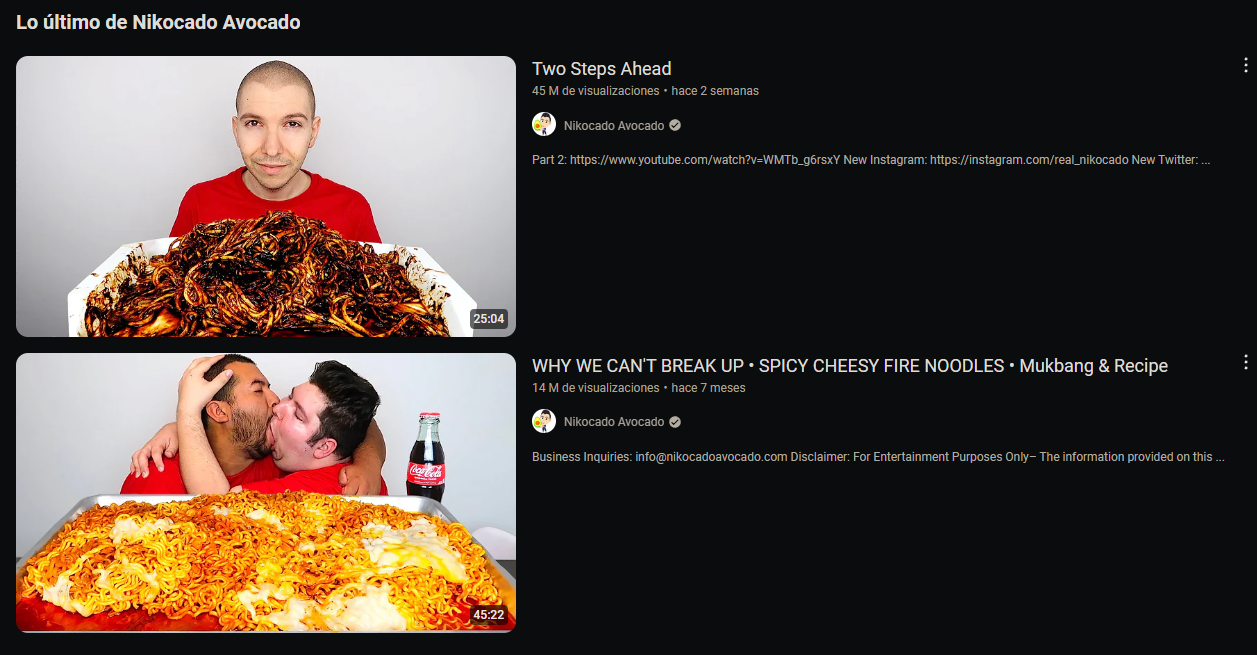 Lo último de Nikocado Avocado
25:04
Two Steps Ahead
45 M de visualizaciones • hace 2 semanas
Nikocado Avocado
Part 2: https://www.youtube.com/watch?v=WMTb_g6rsxY New Instagram: https://instagram.com/real_nikocado New Twitter: ...
Coca-Cola
45:22
WHY WE CAN'T BREAK UP • SPICY CHEESY FIRE NOODLES • Mukbang & Recipe
14 M de visualizaciones • hace 7 meses
Nikocado Avocado
Business Inquiries: info@nikocadoavocado.com Disclaimer: For Entertainment Purposes Only– The information provided on this ...